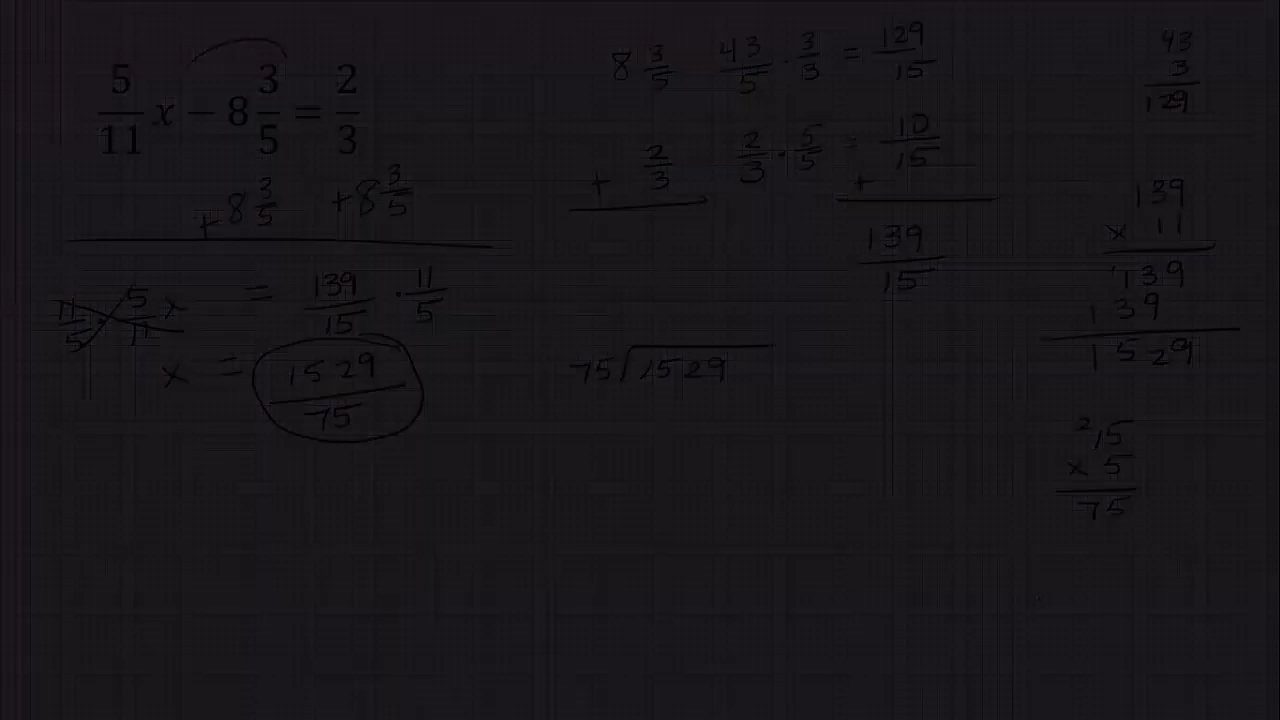 5/11 x − 8 3/5 = 2/3
+ 8 3/5 + 8 3/5
11/5 · 5/11 x = 139/15 · 11/5
x = 1529/75
8 3/5 43/5 · 3/3 = 129/15
+ 2/3 2/3 · 5/5 = + 10/15
139/15
75 ) 1529
43
3
129
139
× 11
139
139
1529
2
15
× 5
75